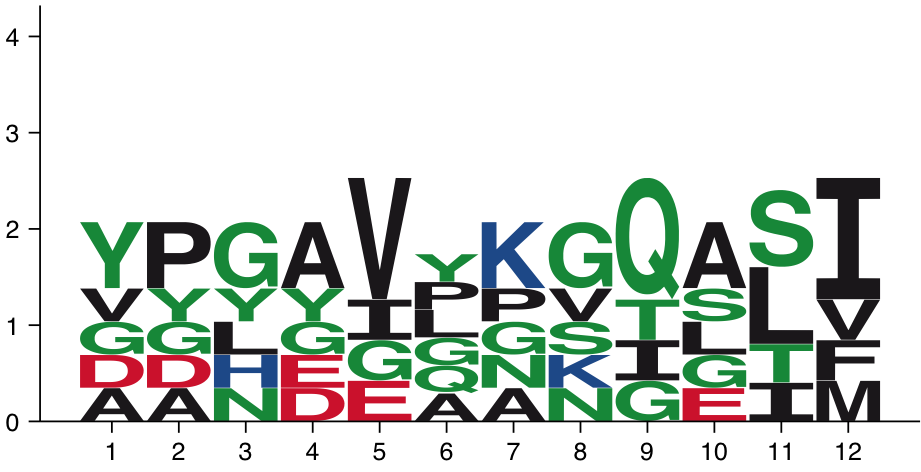 4
3
2
1
0
Y P G A V Y K G Q A S I
V Y Y Y I P P V T S L V
G G L G G L G S I L T F
D D H E E G N K G G I M
A A N D Q A N E
A
1 2 3 4 5 6 7 8 9 10 11 12